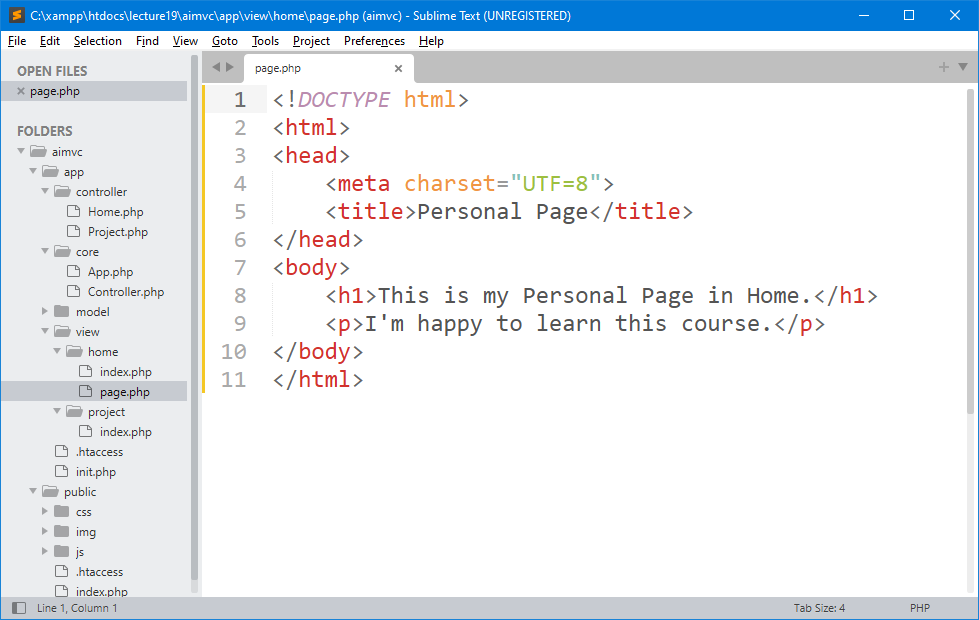 C:\xampp\htdocs\lecture19\aimvc\app\view\home\page.php (aimvc) - Sublime Text (UNREGISTERED)
File Edit Selection Find View Goto Tools Project Preferences Help
OPEN FILES
page.php
FOLDERS
aimvc
app
controller
Home.php
Project.php
core
App.php
Controller.php
model
view
home
index.php
page.php
project
index.php
.htaccess
init.php
public
css
img
js
.htaccess
index.php
page.php
1 <!DOCTYPE html>
2 <html>
3 <head>
4     <meta charset="UTF=8">
5     <title>Personal Page</title>
6 </head>
7 <body>
8     <h1>This is my Personal Page in Home.</h1>
9     <p>I'm happy to learn this course.</p>
10 </body>
11 </html>
Line 1, Column 1 Tab Size: 4 PHP